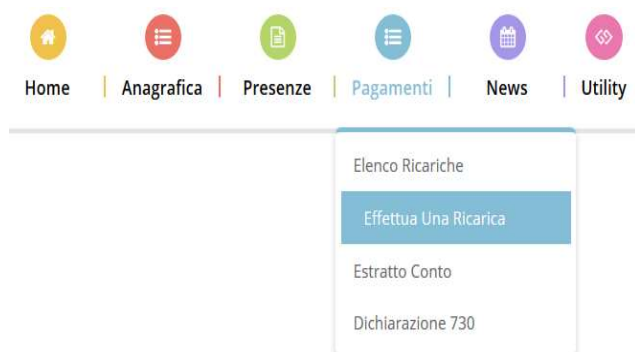 Home Anagrafica Presenze Pagamenti News Utility
Elenco Ricariche
Effettua Una Ricarica
Estratto Conto
Dichiarazione 730